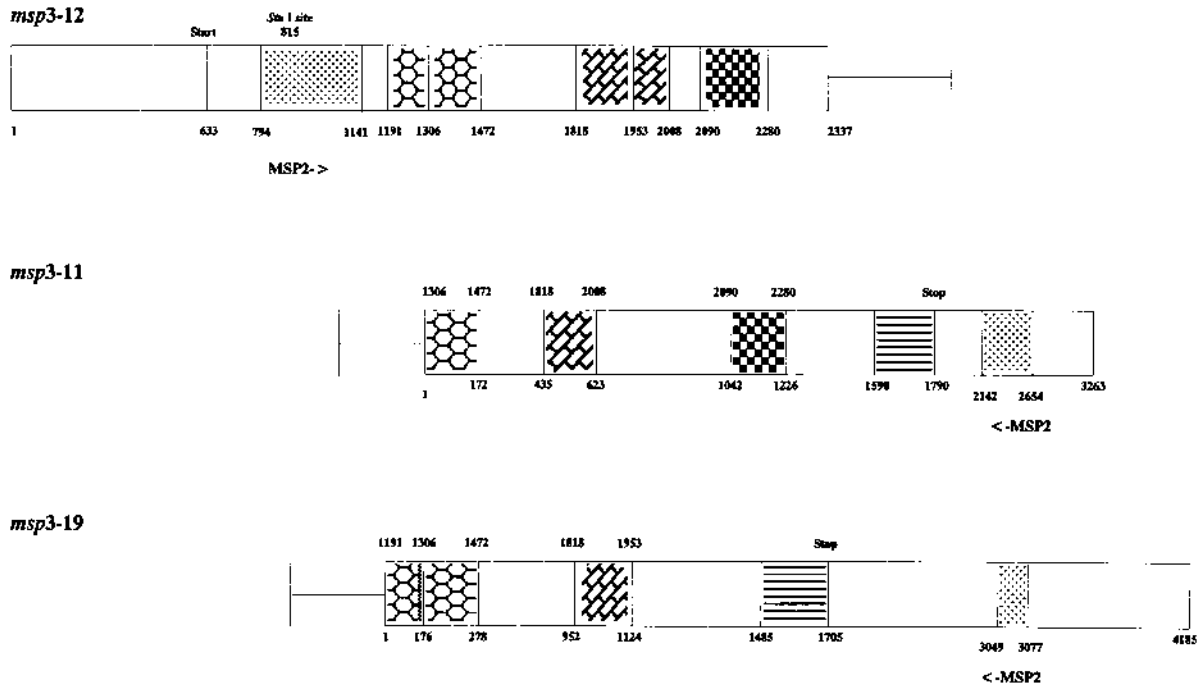 msp3-12
Stu I site
Start 815
1 633 794 1141 1191 1306 1472 1818 1953 2008 2090 2280 2337
MSP2->
msp3-11
1306 1472 1818 2008 2090 2280 Stop
1 172 435 623 1042 1226 1590 1790 2142 2654 3263
<-MSP2
msp3-19
1191 1306 1472 1818 1953 Stop
1 176 278 952 1124 1485 1705 3049 3077 4185
<-MSP2